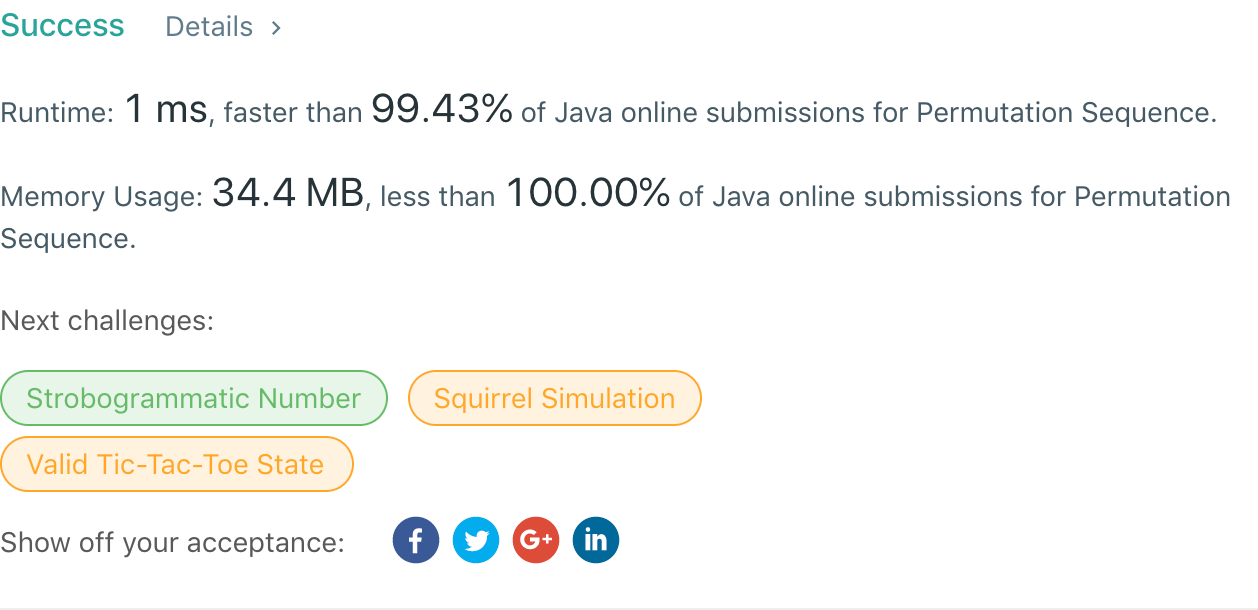 Success Details >
Runtime: 1 ms, faster than 99.43% of Java online submissions for Permutation Sequence.
Memory Usage: 34.4 MB, less than 100.00% of Java online submissions for Permutation
Sequence.
Next challenges:
Strobogrammatic Number Squirrel Simulation
Valid Tic-Tac-Toe State
Show off your acceptance: f G+ in